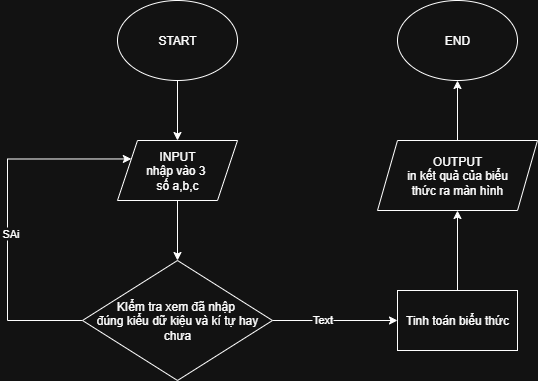 START
END
INPUT
nhập vào 3
số a,b,c
OUTPUT
in kết quả của biểu
thức ra màn hình
SAi
KIểm tra xem đã nhập
đúng kiểu dữ kiệu và kí tự hay
chưa
Text
Tinh toán biểu thức